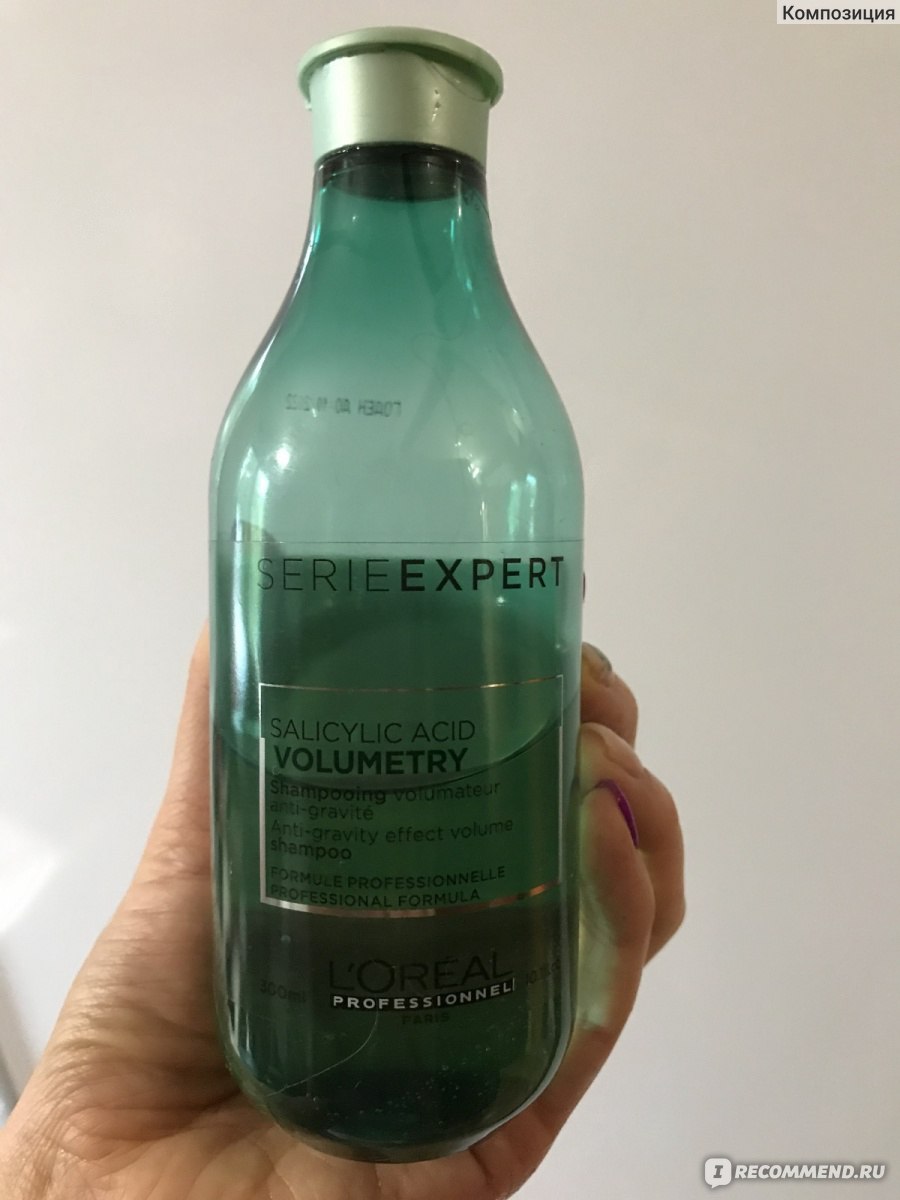 Композиция
SERIEEXPERT
SALICYLIC ACID
VOLUMETRY
Shampooing volumateur
anti-gravité
Anti-gravity effect volume
shampoo
FORMULE PROFESSIONNELLE
PROFESSIONAL FORMULA
300ml
L'ORÉAL
PROFESSIONNEL
PARIS
IRECOMMEND.RU